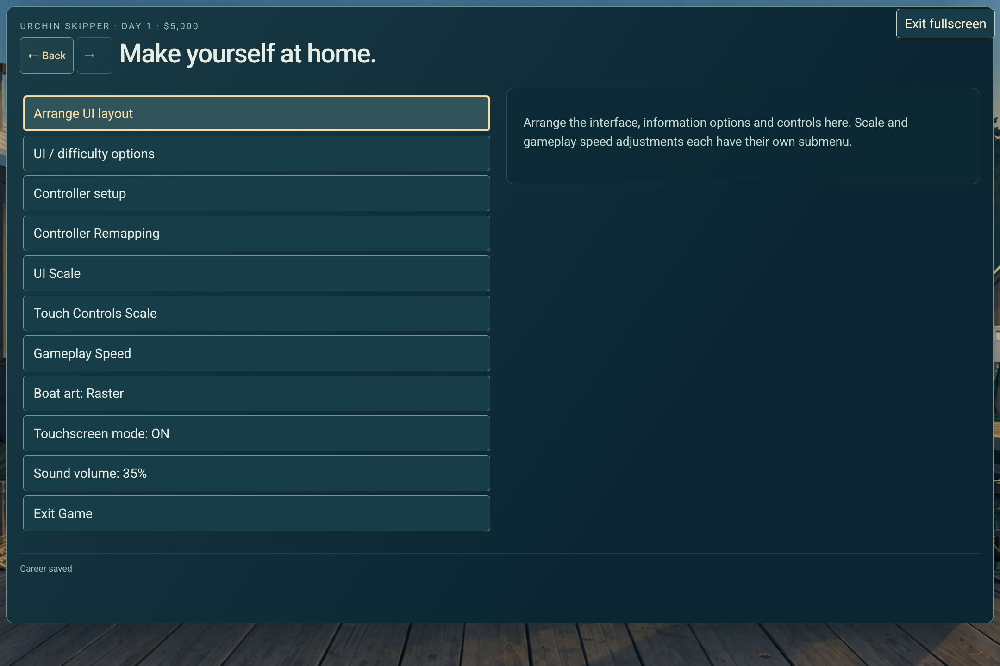 URCHIN SKIPPER · DAY 1 · $5,000
Exit fullscreen
← Back
→
Make yourself at home.
Arrange UI layout
UI / difficulty options
Controller setup
Controller Remapping
UI Scale
Touch Controls Scale
Gameplay Speed
Boat art: Raster
Touchscreen mode: ON
Sound volume: 35%
Exit Game
Arrange the interface, information options and controls here. Scale and
gameplay-speed adjustments each have their own submenu.
Career saved